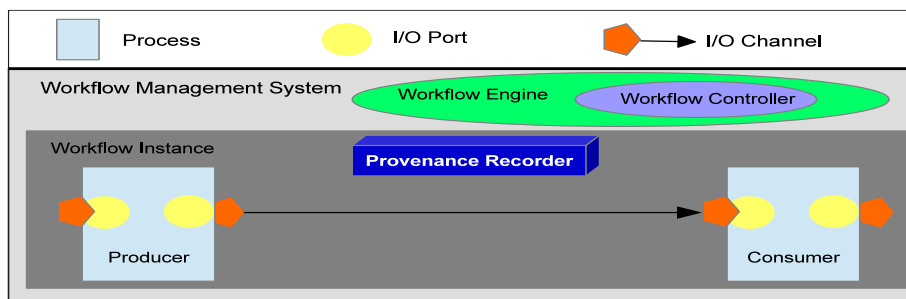 Process
I/O Port
I/O Channel
Workflow Management System
Workflow Engine
Workflow Controller
Workflow Instance
Provenance Recorder
Producer
Consumer